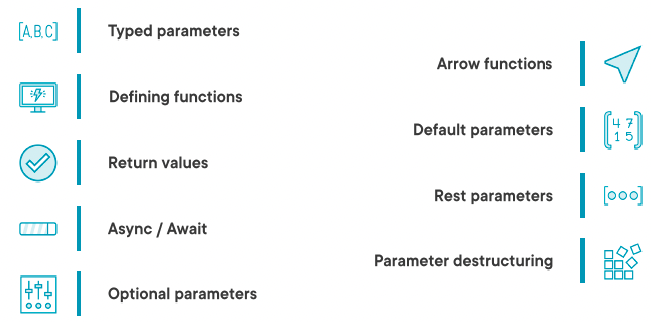 [A,B,C]
Typed parameters
Defining functions
Return values
Async / Await
Optional parameters
Arrow functions
Default parameters
4 7
1 5
Rest parameters
Parameter destructuring